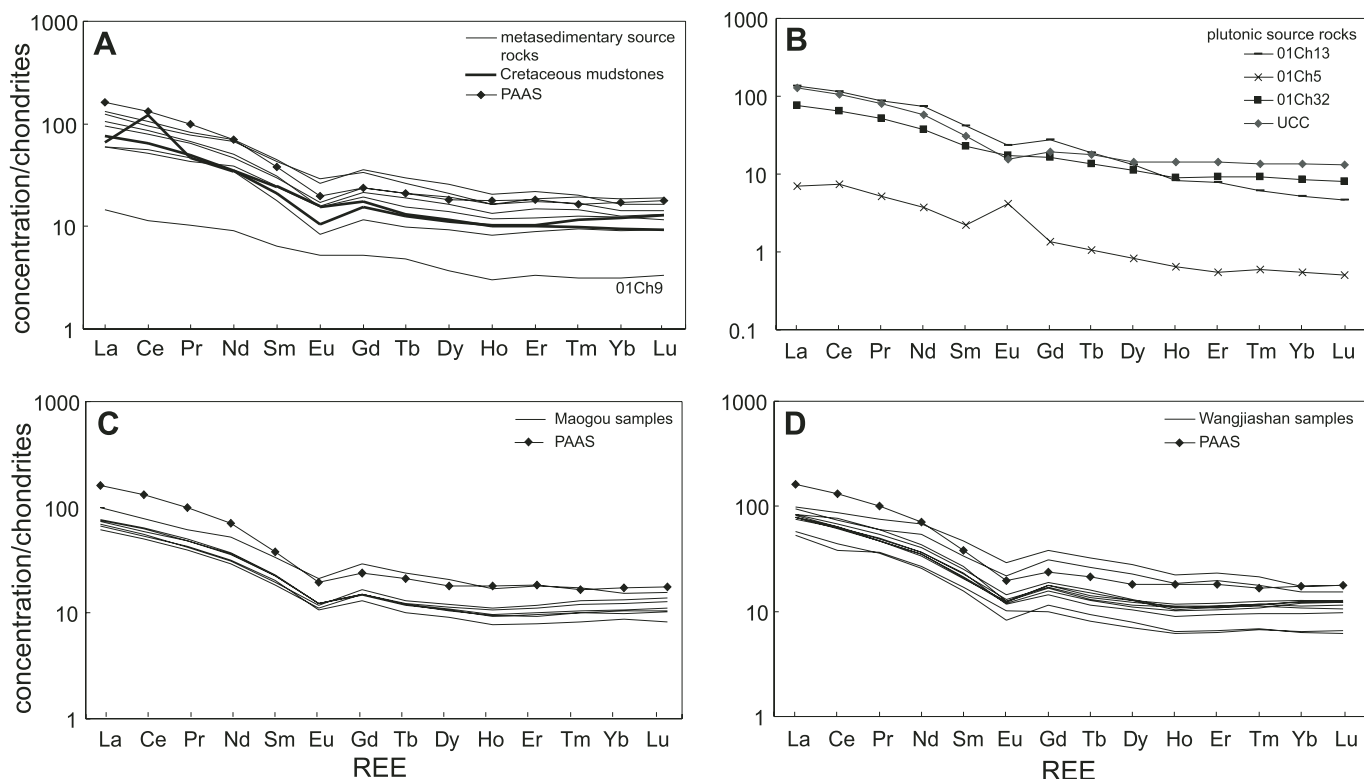 A
1000
100
10
1
concentration/chondrites
metasedimentary source
rocks
Cretaceous mudstones
PAAS
01Ch9
La Ce Pr Nd Sm Eu Gd Tb Dy Ho Er Tm Yb Lu
B
1000
100
10
1
0.1
plutonic source rocks
01Ch13
01Ch5
01Ch32
UCC
La Ce Pr Nd Sm Eu Gd Tb Dy Ho Er Tm Yb Lu
C
1000
100
10
1
concentration/chondrites
Maogou samples
PAAS
La Ce Pr Nd Sm Eu Gd Tb Dy Ho Er Tm Yb Lu
REE
D
1000
100
10
1
Wangjiashan samples
PAAS
La Ce Pr Nd Sm Eu Gd Tb Dy Ho Er Tm Yb Lu
REE